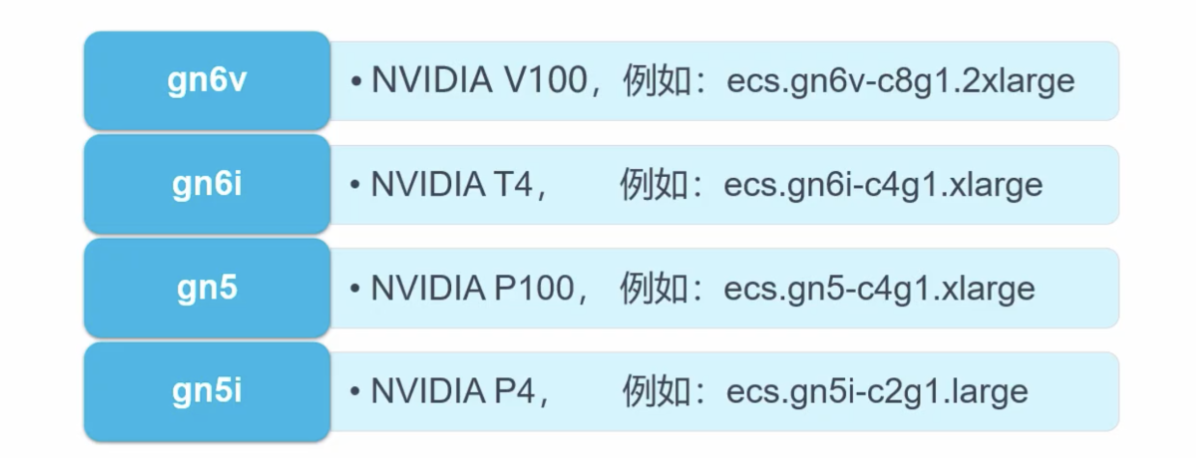 gn6v
• NVIDIA V100，例如：ecs.gn6v-c8g1.2xlarge
gn6i
• NVIDIA T4， 例如：ecs.gn6i-c4g1.xlarge
gn5
• NVIDIA P100， 例如：ecs.gn5-c4g1.xlarge
gn5i
• NVIDIA P4， 例如：ecs.gn5i-c2g1.large